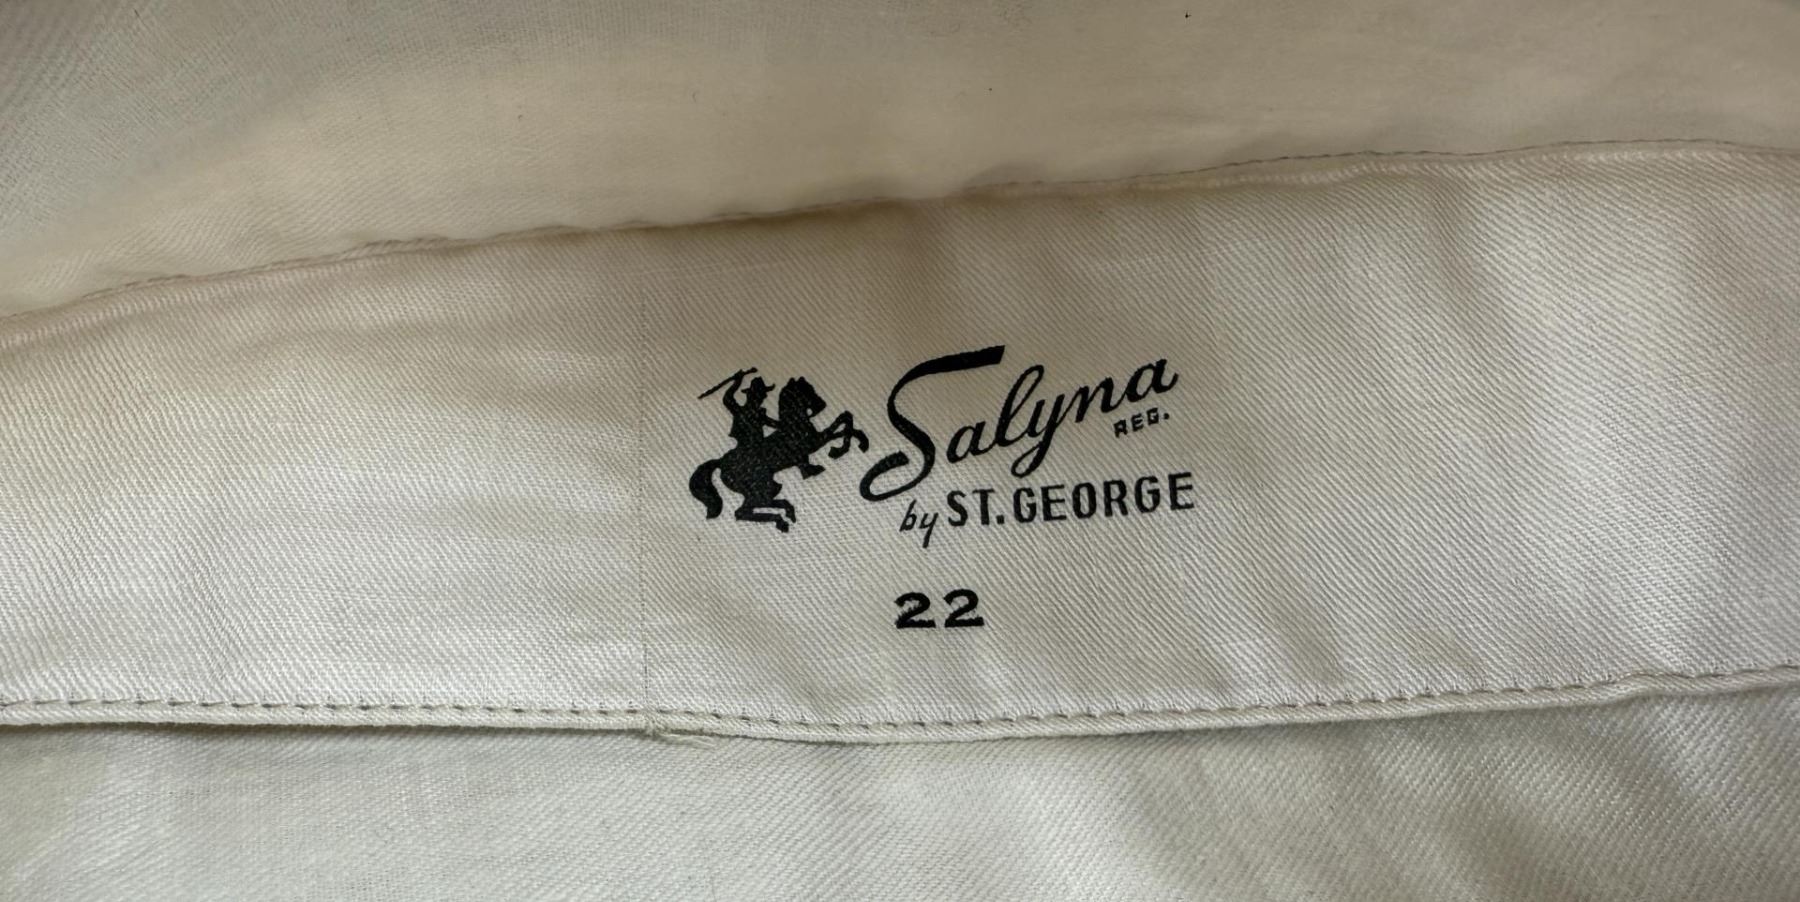 Salyna
REG.
by ST. GEORGE
22